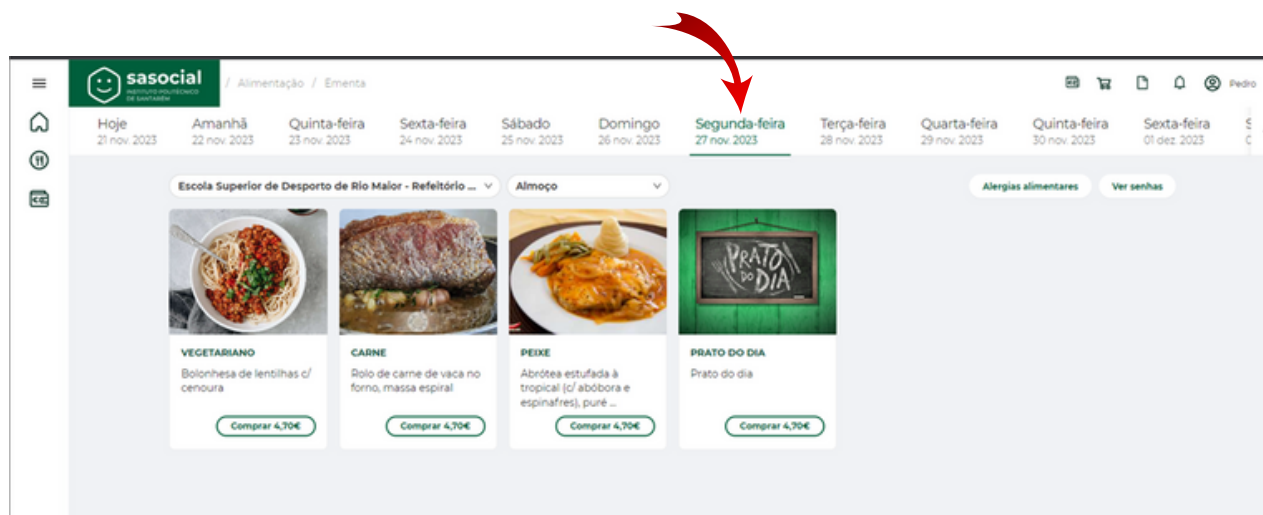 sasocial
INSTITUTO POLITÉCNICO
DE SANTARÉM
/ Alimentação / Ementa
Pedro
Hoje
21 nov. 2023
Amanhã
22 nov. 2023
Quinta-feira
23 nov. 2023
Sexta-feira
24 nov. 2023
Sábado
25 nov. 2023
Domingo
26 nov. 2023
Segunda-feira
27 nov. 2023
Terça-feira
28 nov. 2023
Quarta-feira
29 nov. 2023
Quinta-feira
30 nov. 2023
Sexta-feira
01 dez. 2023
Escola Superior de Desporto de Rio Maior - Refeitório ...
Almoço
Alergias alimentares
Ver senhas
PRATO
DO DIA
VEGETARIANO
Bolonhesa de lentilhas c/
cenoura
Comprar 4,70€
CARNE
Rolo de carne de vaca no
forno, massa espiral
Comprar 4,70€
PEIXE
Abrótea estufada à
tropical (c/ abóbora e
espinafres), puré ...
Comprar 4,70€
PRATO DO DIA
Prato do dia
Comprar 4,70€